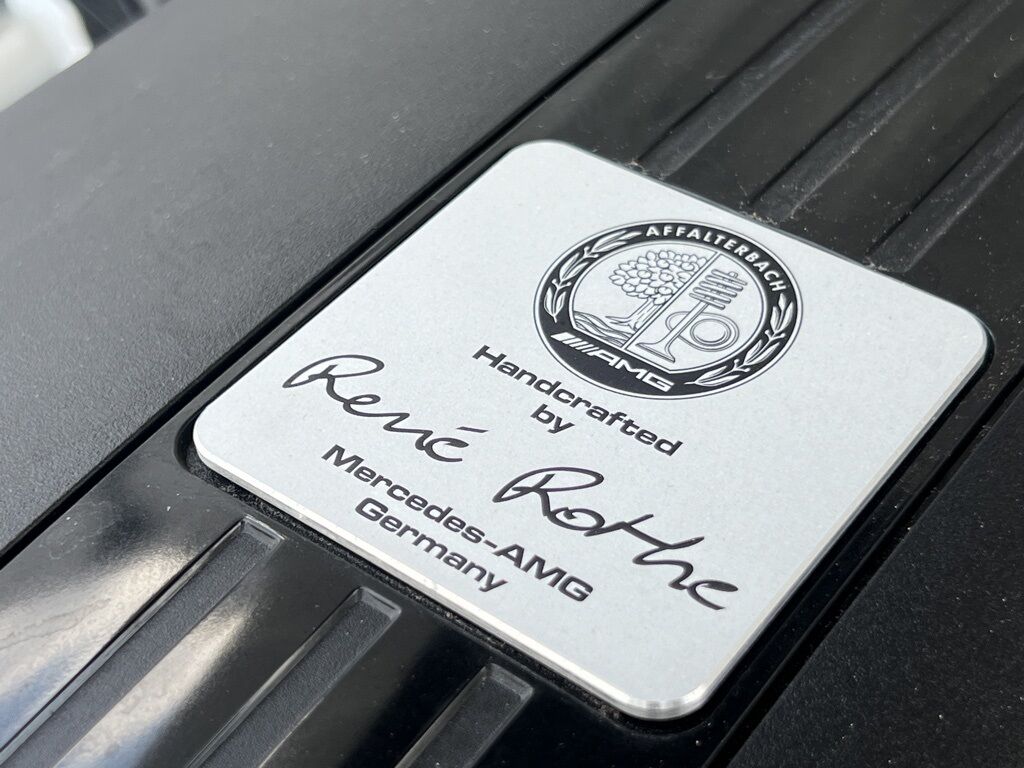 AFFALTERBACH
AMG
Handcrafted
by
René Rothe
Mercedes-AMG
Germany